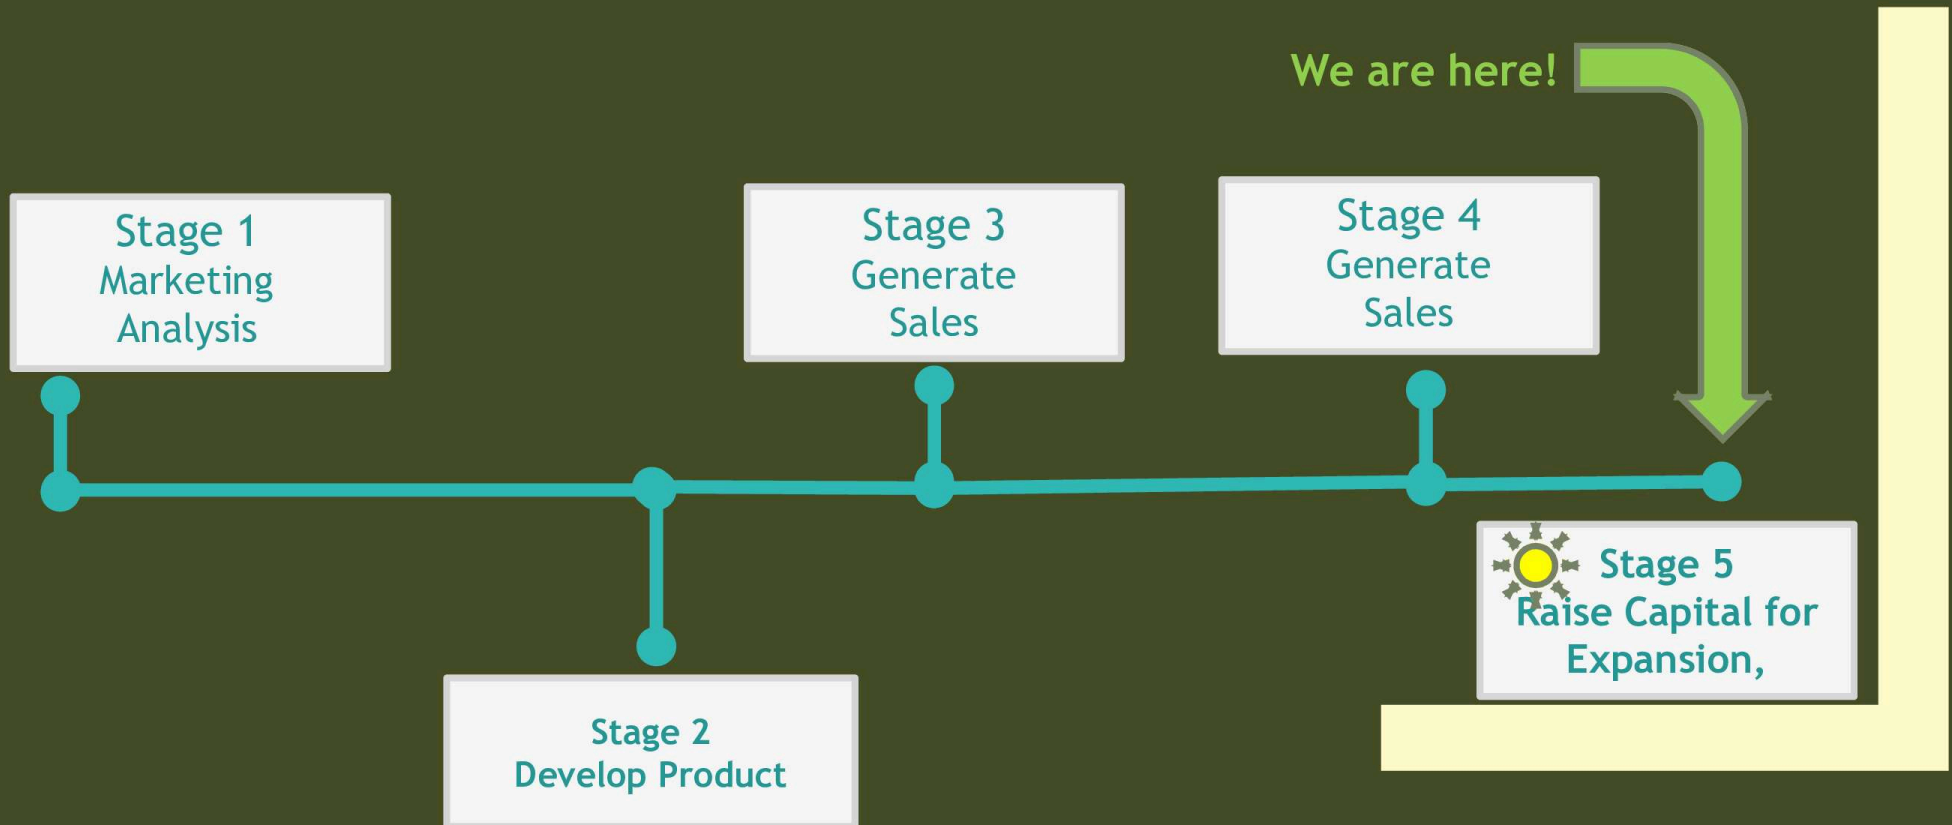 We are here!
Stage 1
Marketing
Analysis
Stage 3
Generate
Sales
Stage 4
Generate
Sales
Stage 5
Raise Capital for
Expansion,
Stage 2
Develop Product